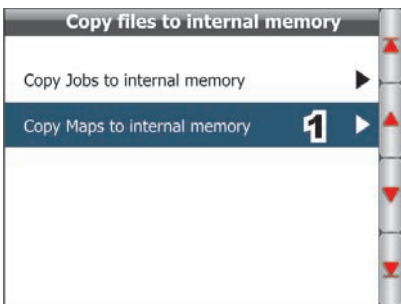 Copy files to internal memory
Copy Jobs to internal memory
Copy Maps to internal memory 1